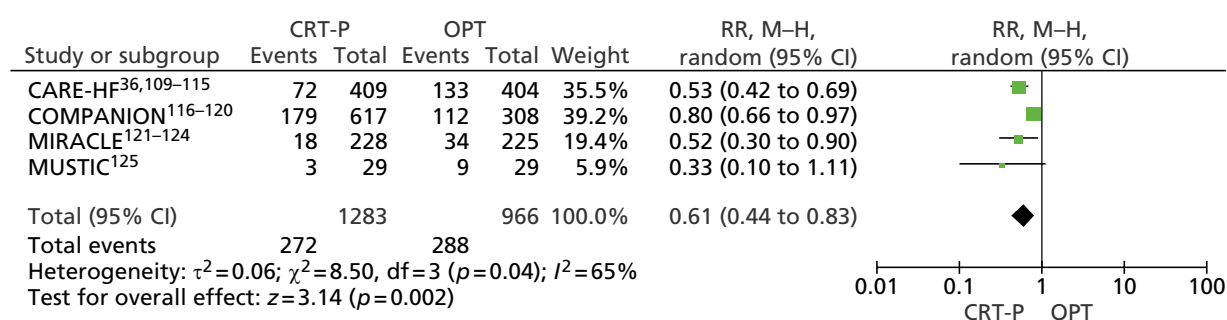 CRT-P OPT RR, M–H, RR, M–H,
Study or subgroup Events Total Events Total Weight random (95% CI) random (95% CI)
CARE-HF36,109–115 72 409 133 404 35.5% 0.53 (0.42 to 0.69)
COMPANION116–120 179 617 112 308 39.2% 0.80 (0.66 to 0.97)
MIRACLE121–124 18 228 34 225 19.4% 0.52 (0.30 to 0.90)
MUSTIC125 3 29 9 29 5.9% 0.33 (0.10 to 1.11)
Total (95% CI) 1283 966 100.0% 0.61 (0.44 to 0.83)
Total events 272 288
Heterogeneity: τ²=0.06; χ²=8.50, df=3 (p=0.04); I²=65%
Test for overall effect: z=3.14 (p=0.002)
0.01 0.1 1 10 100
CRT-P OPT